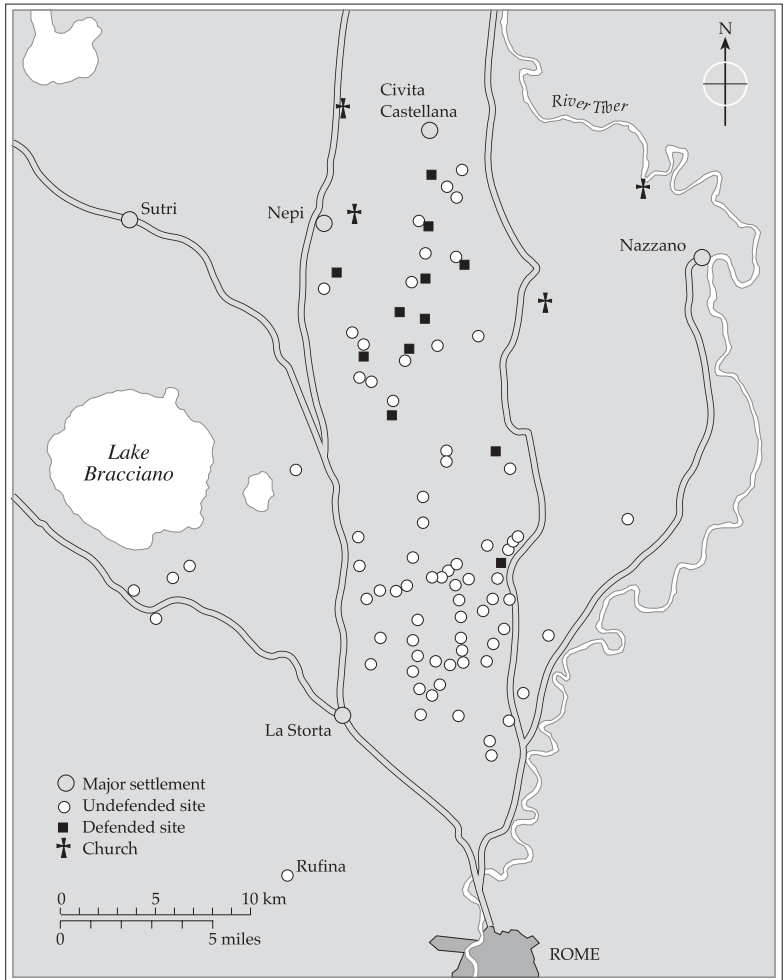 N
River Tiber
Civita
Castellana
Sutri
Nepi
Nazzano
Lake
Bracciano
La Storta
Major settlement
Undefended site
Defended site
Church
Rufina
0 5 10 km
0 5 miles
ROME